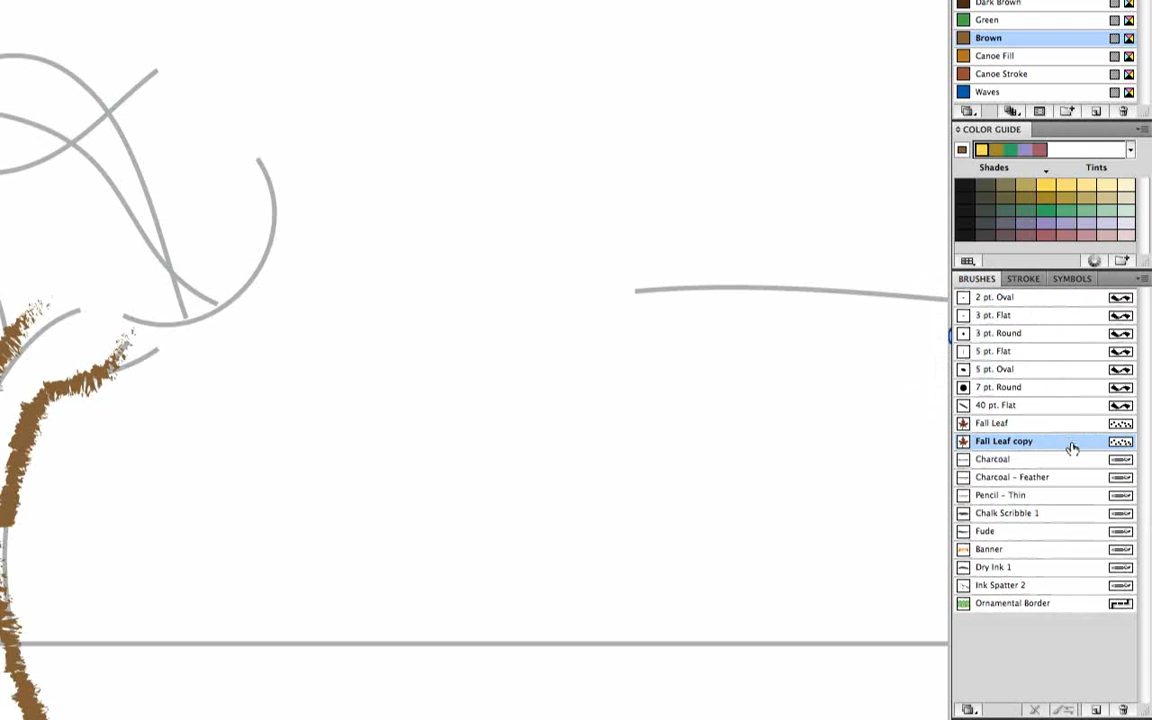 Dark Brown
Green
Brown
Canoe Fill
Canoe Stroke
Waves
COLOR GUIDE
Shades Tints
BRUSHES STROKE SYMBOLS
2 pt. Oval
3 pt. Flat
3 pt. Round
5 pt. Flat
5 pt. Oval
7 pt. Round
40 pt. Flat
Fall Leaf
Fall Leaf copy
Charcoal
Charcoal - Feather
Pencil - Thin
Chalk Scribble 1
Fude
Banner
Dry Ink 1
Ink Spatter 2
Ornamental Border